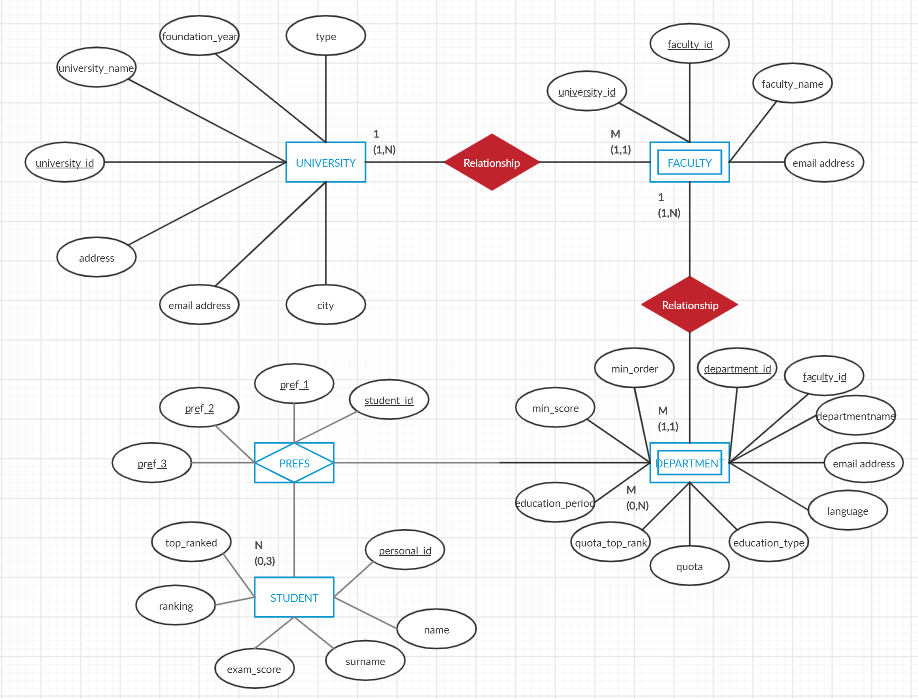 foundation_year
type
university_name
university_id
UNIVERSITY
address
email address
city
1
(1,N)
Relationship
M
(1,1)
faculty_id
university_id
faculty_name
FACULTY
email address
1
(1,N)
Relationship
min_order
department_id
faculty_id
min_score
departmentname
M
(1,1)
DEPARTMENT
email address
education_period
M
(0,N)
language
quota_top_rank
education_type
quota
pref_1
student_id
pref_2
pref_3
PREFS
top_ranked
N
(0,3)
personal_id
STUDENT
ranking
name
surname
exam_score